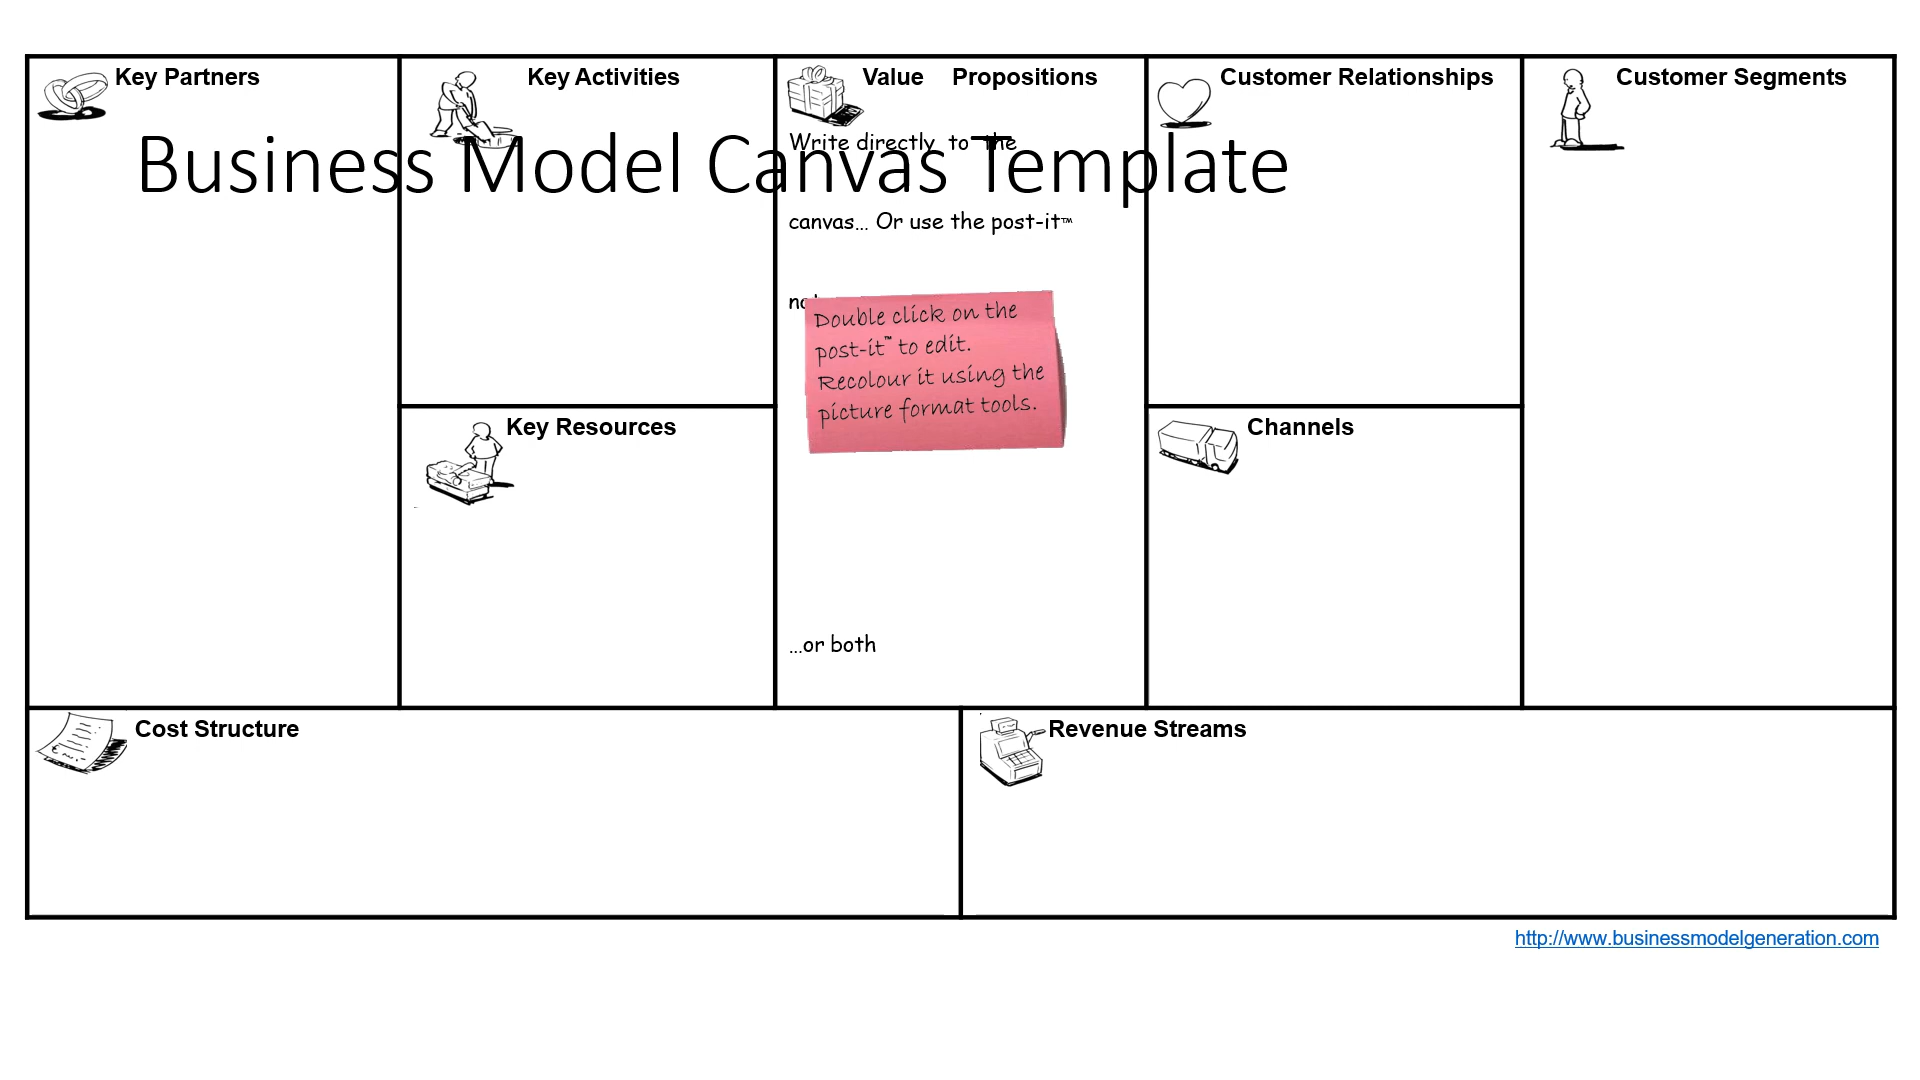 Key Partners
Key Activities
Value Propositions
Customer Relationships
Customer Segments
Business Model Canvas Template
Write directly to the
canvas... Or use the post-it™
Double click on the
post-it™ to edit.
Recolour it using the
picture format tools.
...or both
Key Resources
Channels
Cost Structure
Revenue Streams
http://www.businessmodelgeneration.com